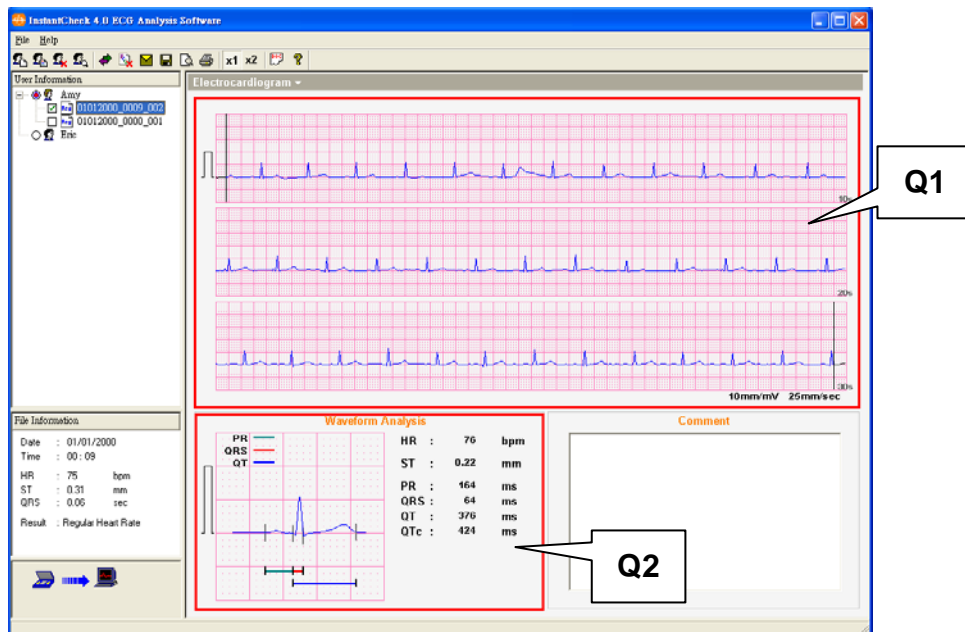 InstantCheck 4.0 ECG Analysis Software
File Help
x1 x2
User Information
Electrocardiogram
Amy
01012000_0009_002
01012000_0000_001
Eric
10s
Q1
20s
30s
10mm/mV 25mm/sec
File Information
Date : 01/01/2000
Time : 00 : 09
HR : 75 bpm
ST : 0.31 mm
QRS : 0.06 sec
Result : Regular Heart Rate
Waveform Analysis
PR
QRS
QT
HR : 76 bpm
ST : 0.22 mm
PR : 164 ms
QRS : 64 ms
QT : 376 ms
QTc : 424 ms
Q2
Comment